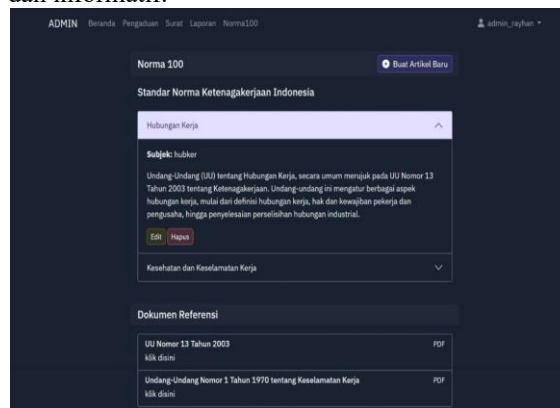 dan informatif.
ADMIN Beranda Pengaduan Surat Laporan Norma100 admin_rayhan
Norma 100 Buat Artikel Baru
Standar Norma Ketenagakerjaan Indonesia
Hubungan Kerja
Subjek: hubker
Undang-Undang (UU) tentang Hubungan Kerja, secara umum merujuk pada UU Nomor 13
Tahun 2003 tentang Ketenagakerjaan. Undang-undang ini mengatur berbagai aspek
hubungan kerja, mulai dari definisi hubungan kerja, hak dan kewajiban pekerja dan
pengusaha, hingga penyelesaian perselisihan hubungan industrial.
Edit Hapus
Kesehatan dan Keselamatan Kerja
Dokumen Referensi
UU Nomor 13 Tahun 2003 PDF
klik disini
Undang-Undang Nomor 1 Tahun 1970 tentang Keselamatan Kerja PDF
klik disini